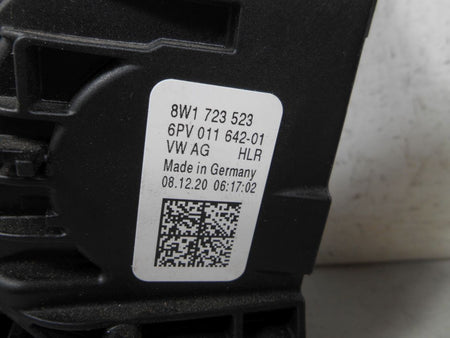 8W1 723 523
6PV 011 642-01
VW AG HLR
Made in Germany
08.12.20 06:17:02